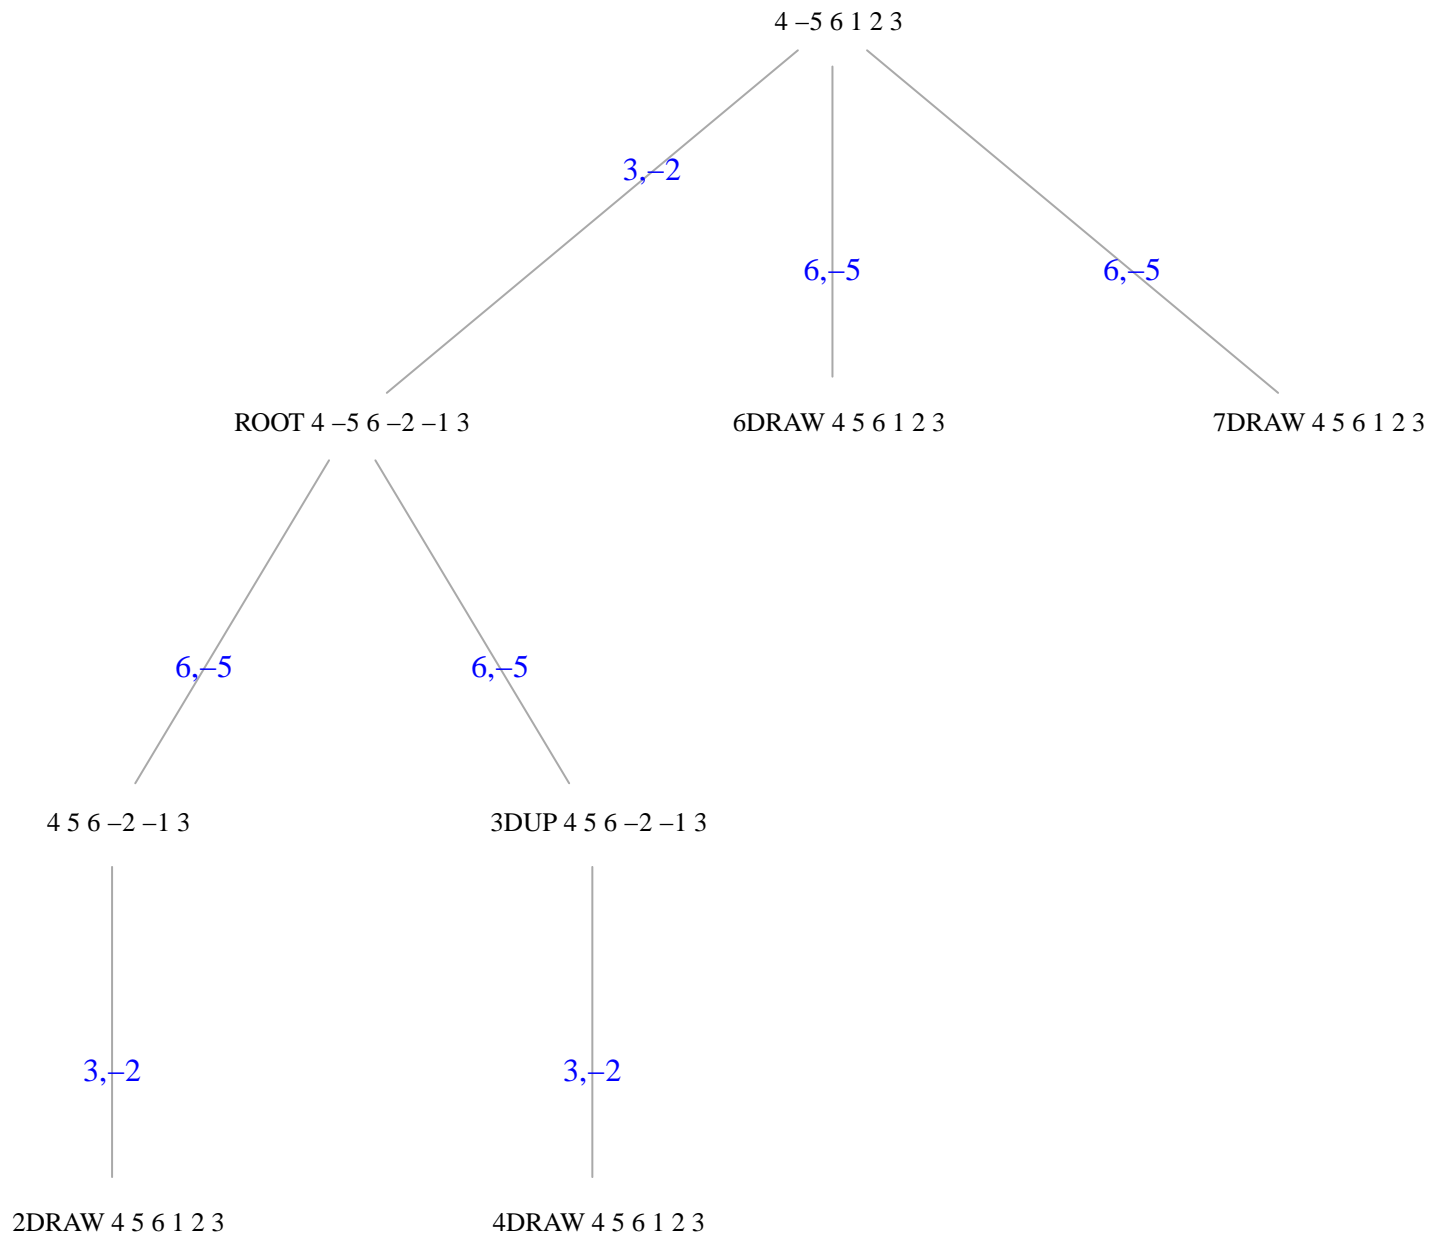 4 –5 6 1 2 3
3,–2
6,–5
6,–5
ROOT 4 –5 6 –2 –1 3
6DRAW 4 5 6 1 2 3
7DRAW 4 5 6 1 2 3
6,–5
6,–5
4 5 6 –2 –1 3
3DUP 4 5 6 –2 –1 3
3,–2
3,–2
2DRAW 4 5 6 1 2 3
4DRAW 4 5 6 1 2 3